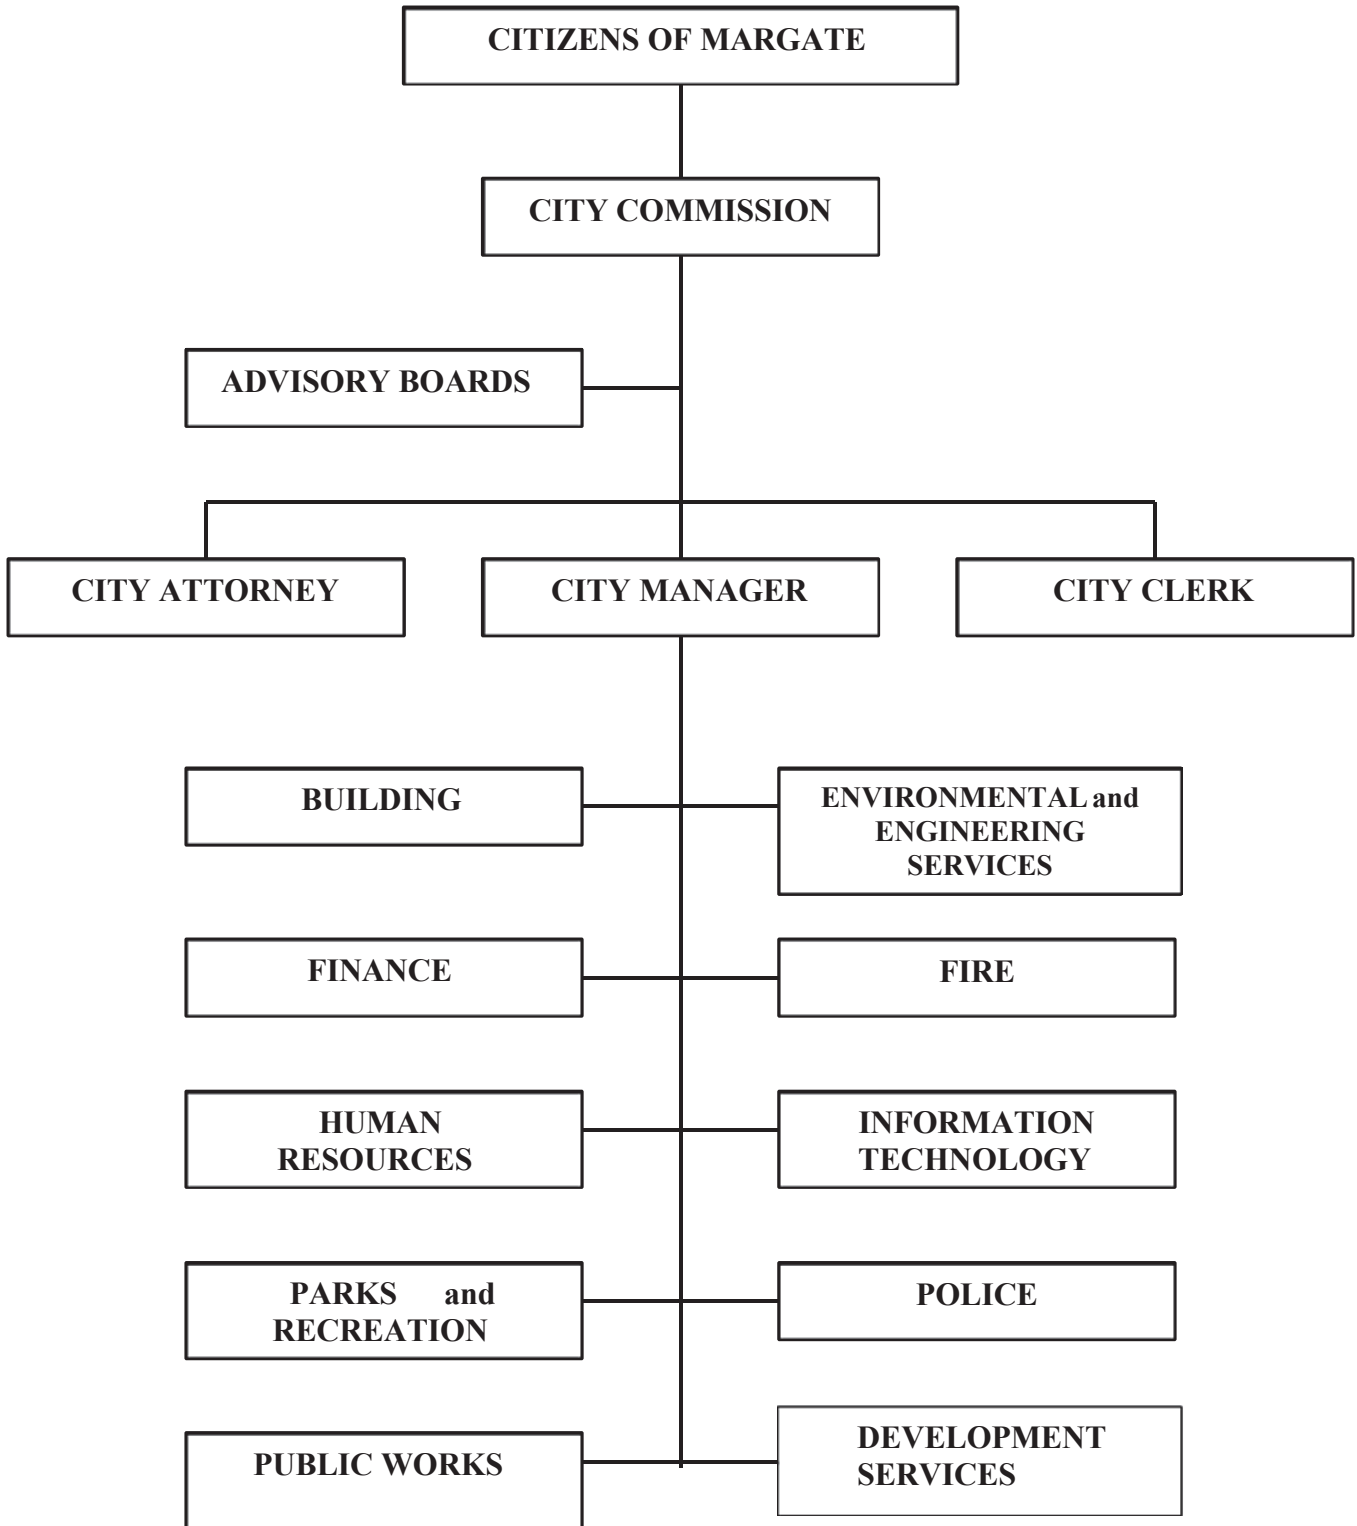 CITIZENS OF MARGATE
CITY COMMISSION
ADVISORY BOARDS
CITY ATTORNEY
CITY MANAGER
CITY CLERK
BUILDING
ENVIRONMENTAL and
ENGINEERING
SERVICES
FINANCE
FIRE
HUMAN
RESOURCES
INFORMATION
TECHNOLOGY
PARKS and
RECREATION
POLICE
PUBLIC WORKS
DEVELOPMENT
SERVICES